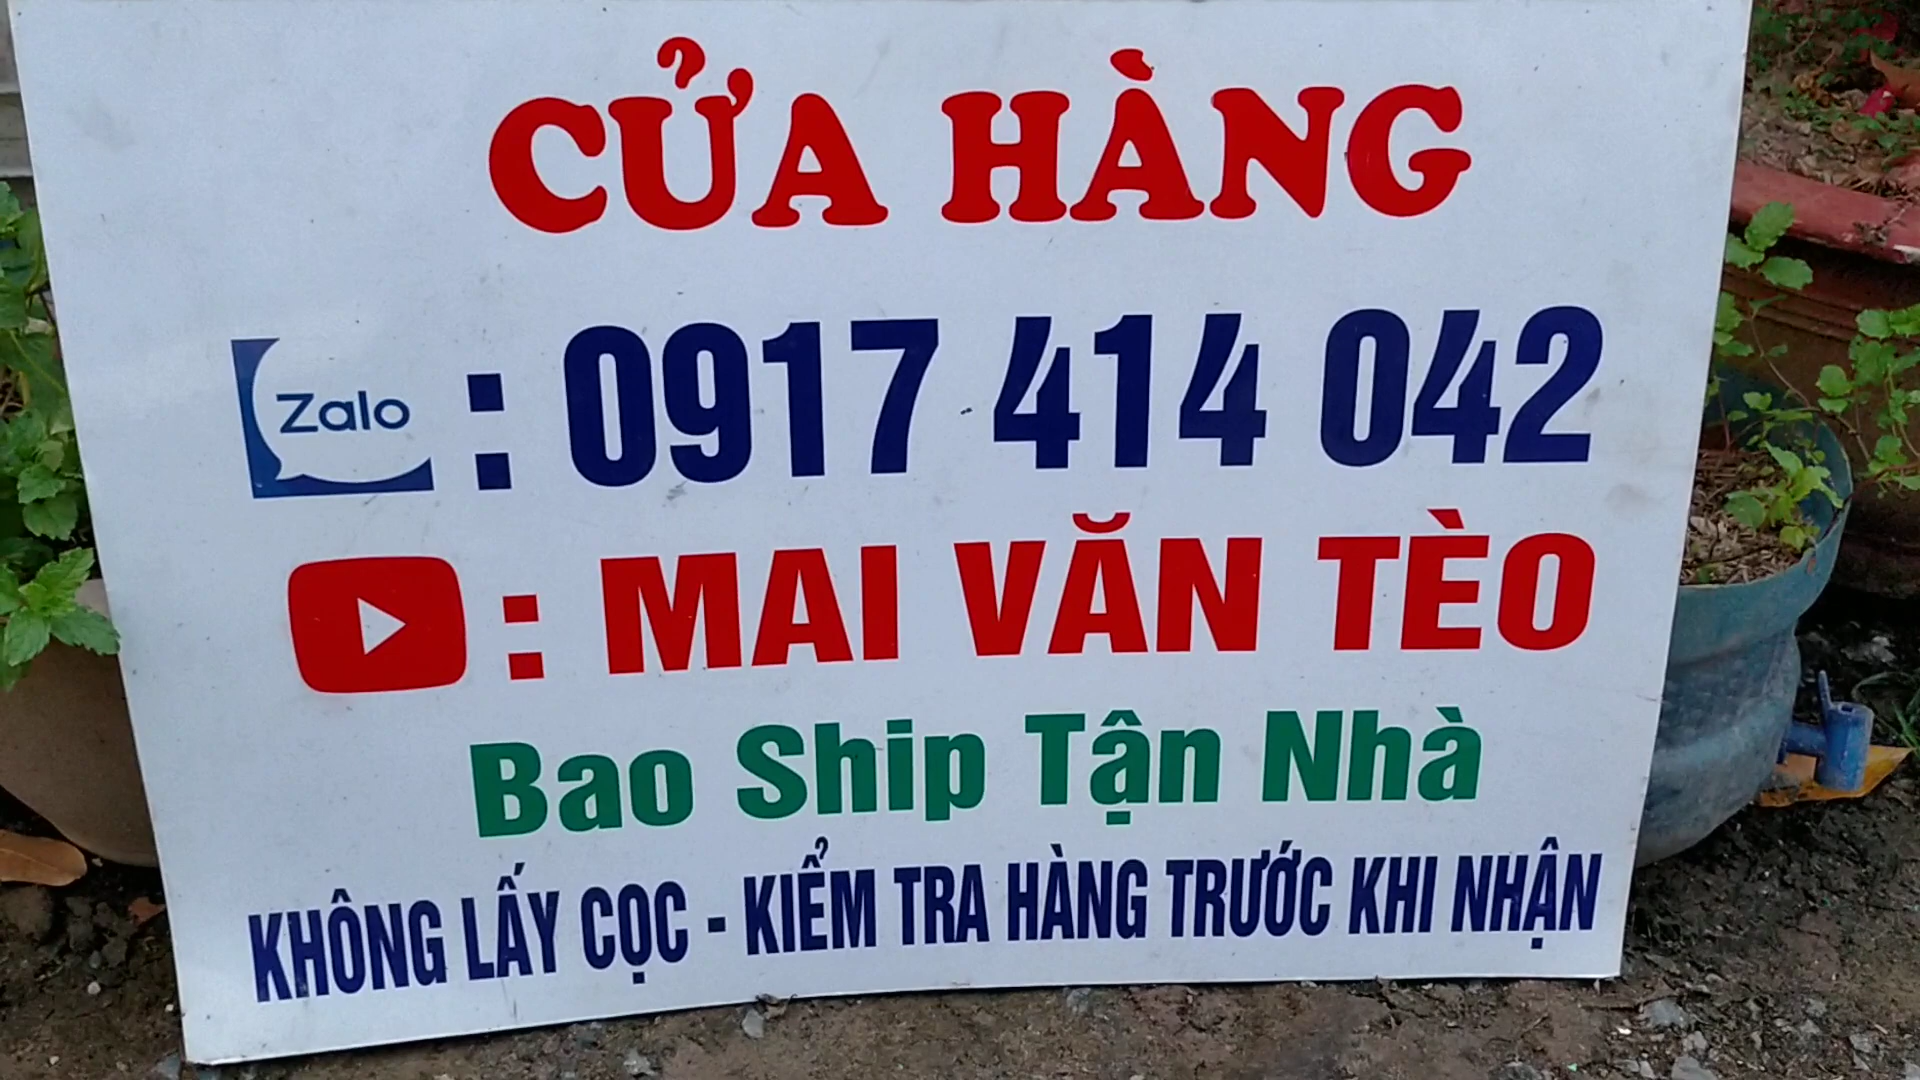 CỬA HÀNG
Zalo : 0917 414 042
: MAI VĂN TÈO
Bao Ship Tận Nhà
KHÔNG LẤY CỌC - KIỂM TRA HÀNG TRƯỚC KHI NHẬN